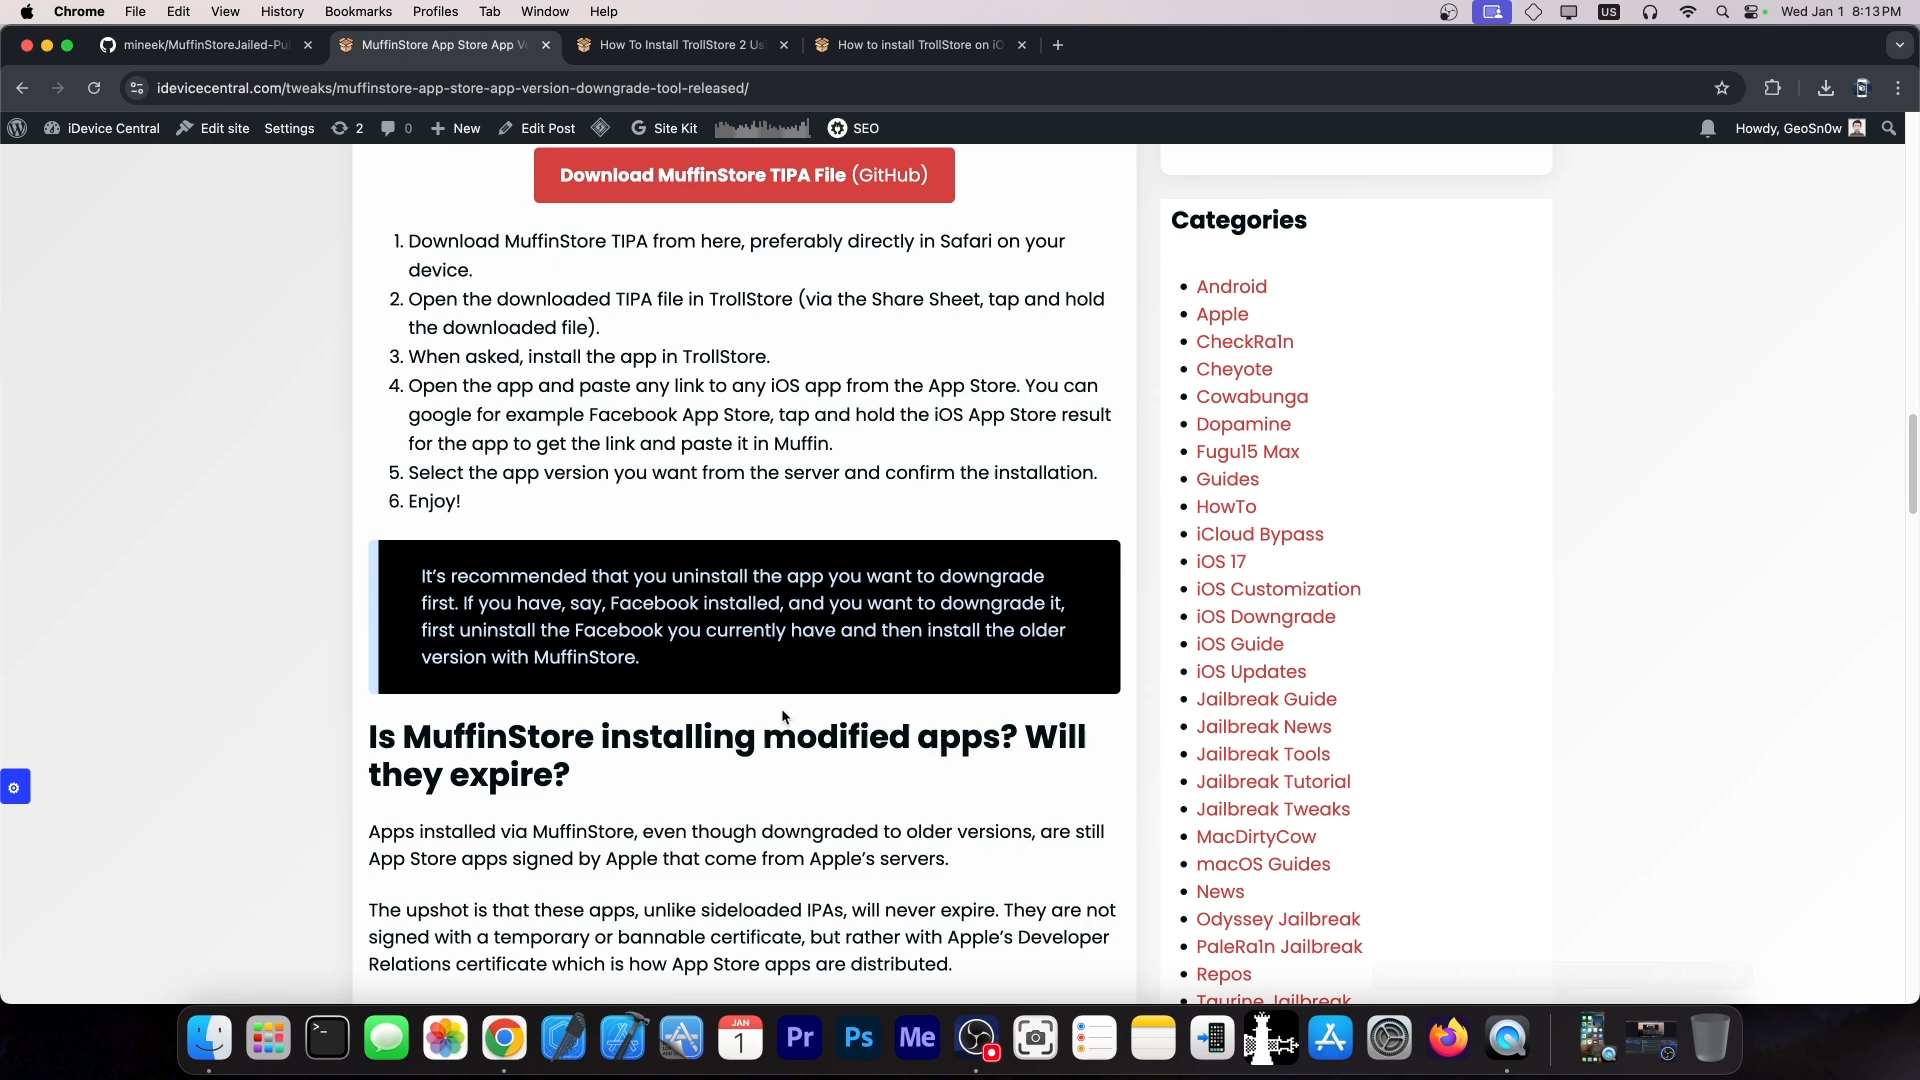 Chrome File Edit View History Bookmarks Profiles Tab Window Help US Wed Jan 1 8:13 PM
mineek/MuffinStoreJailed-Pu
MuffinStore App Store App Ve
How To Install TrollStore 2 Us
How to install TrollStore on iO
idevicecentral.com/tweaks/muffinstore-app-store-app-version-downgrade-tool-released/
iDevice Central Edit site Settings 2 0 New Edit Post Site Kit SEO Howdy, GeoSn0w
Download MuffinStore TIPA File (GitHub)
1. Download MuffinStore TIPA from here, preferably directly in Safari on your
device.
2. Open the downloaded TIPA file in TrollStore (via the Share Sheet, tap and hold
the downloaded file).
3. When asked, install the app in TrollStore.
4. Open the app and paste any link to any iOS app from the App Store. You can
google for example Facebook App Store, tap and hold the iOS App Store result
for the app to get the link and paste it in Muffin.
5. Select the app version you want from the server and confirm the installation.
6. Enjoy!
It's recommended that you uninstall the app you want to downgrade
first. If you have, say, Facebook installed, and you want to downgrade it,
first uninstall the Facebook you currently have and then install the older
version with MuffinStore.
Is MuffinStore installing modified apps? Will
they expire?
Apps installed via MuffinStore, even though downgraded to older versions, are still
App Store apps signed by Apple that come from Apple's servers.
The upshot is that these apps, unlike sideloaded IPAs, will never expire. They are not
signed with a temporary or bannable certificate, but rather with Apple's Developer
Relations certificate which is how App Store apps are distributed.
Categories
Android
Apple
CheckRa1n
Cheyote
Cowabunga
Dopamine
Fugu15 Max
Guides
HowTo
iCloud Bypass
iOS 17
iOS Customization
iOS Downgrade
iOS Guide
iOS Updates
Jailbreak Guide
Jailbreak News
Jailbreak Tools
Jailbreak Tutorial
Jailbreak Tweaks
MacDirtyCow
macOS Guides
News
Odyssey Jailbreak
PaleRa1n Jailbreak
Repos
Taurine Jailbreak
JAN
1
Pr
Ps
Me